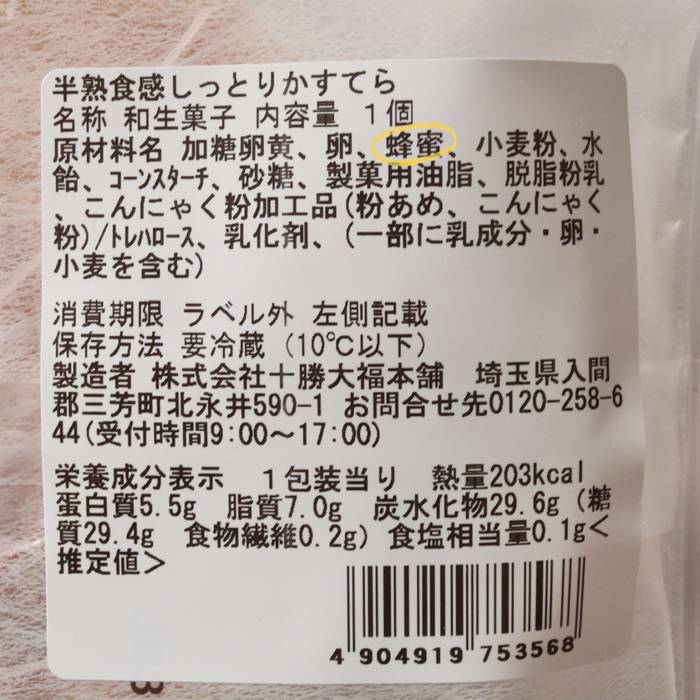 半熟食感しっとりかすてら
名称 和生菓子 内容量 1個
原材料名 加糖卵黄、卵、蜂蜜、小麦粉、水
飴、コーンスターチ、砂糖、製菓用油脂、脱脂粉乳
、こんにゃく粉加工品(粉あめ、こんにゃく
粉)/トレハロース、乳化剤、(一部に乳成分・卵・
小麦を含む)
消費期限 ラベル外 左側記載
保存方法 要冷蔵(10℃以下)
製造者 株式会社十勝大福本舗 埼玉県入間
郡三芳町北永井590-1 お問合せ先0120-258-6
44(受付時間9:00~17:00)
栄養成分表示 1包装当り 熱量203kcal
蛋白質5.5g 脂質7.0g 炭水化物29.6g(糖
質29.4g 食物繊維0.2g)食塩相当量0.1g<
推定値>
4 904919 753568